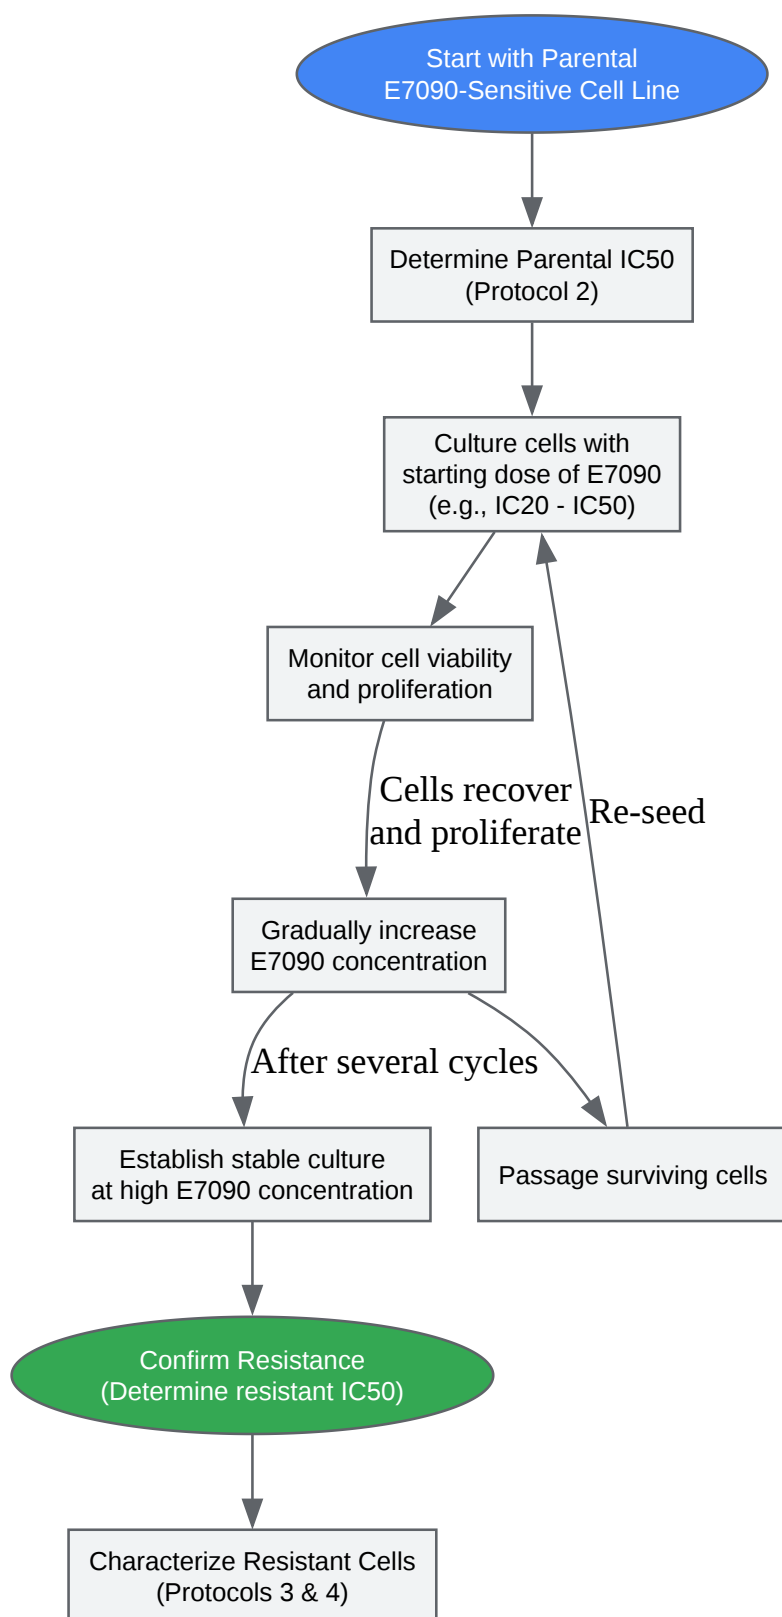 Start with Parental
E7090-Sensitive Cell Line
Determine Parental IC50
(Protocol 2)
Culture cells with
starting dose of E7090
(e.g., IC20 - IC50)
Monitor cell viability
and proliferation
Cells recover
and proliferate
Re-seed
Gradually increase
E7090 concentration
After several cycles
Establish stable culture
at high E7090 concentration
Passage surviving cells
Confirm Resistance
(Determine resistant IC50)
Characterize Resistant Cells
(Protocols 3 & 4)